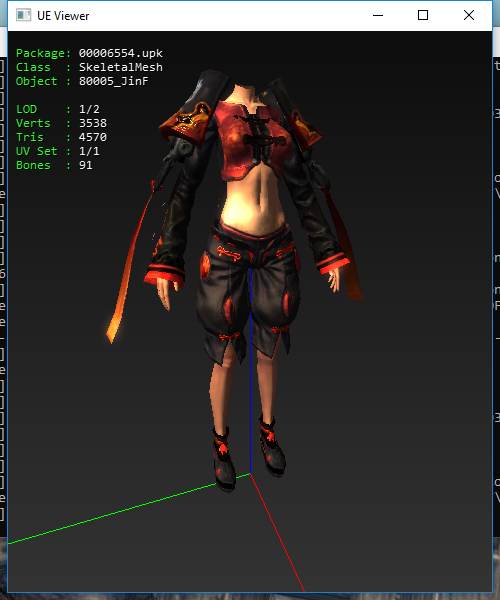 UE Viewer
Package: 00006554.upk
Class  : SkeletalMesh
Object : 80005_JinF
LOD    : 1/2
Verts  : 3538
Tris   : 4570
UV Set : 1/1
Bones  : 91